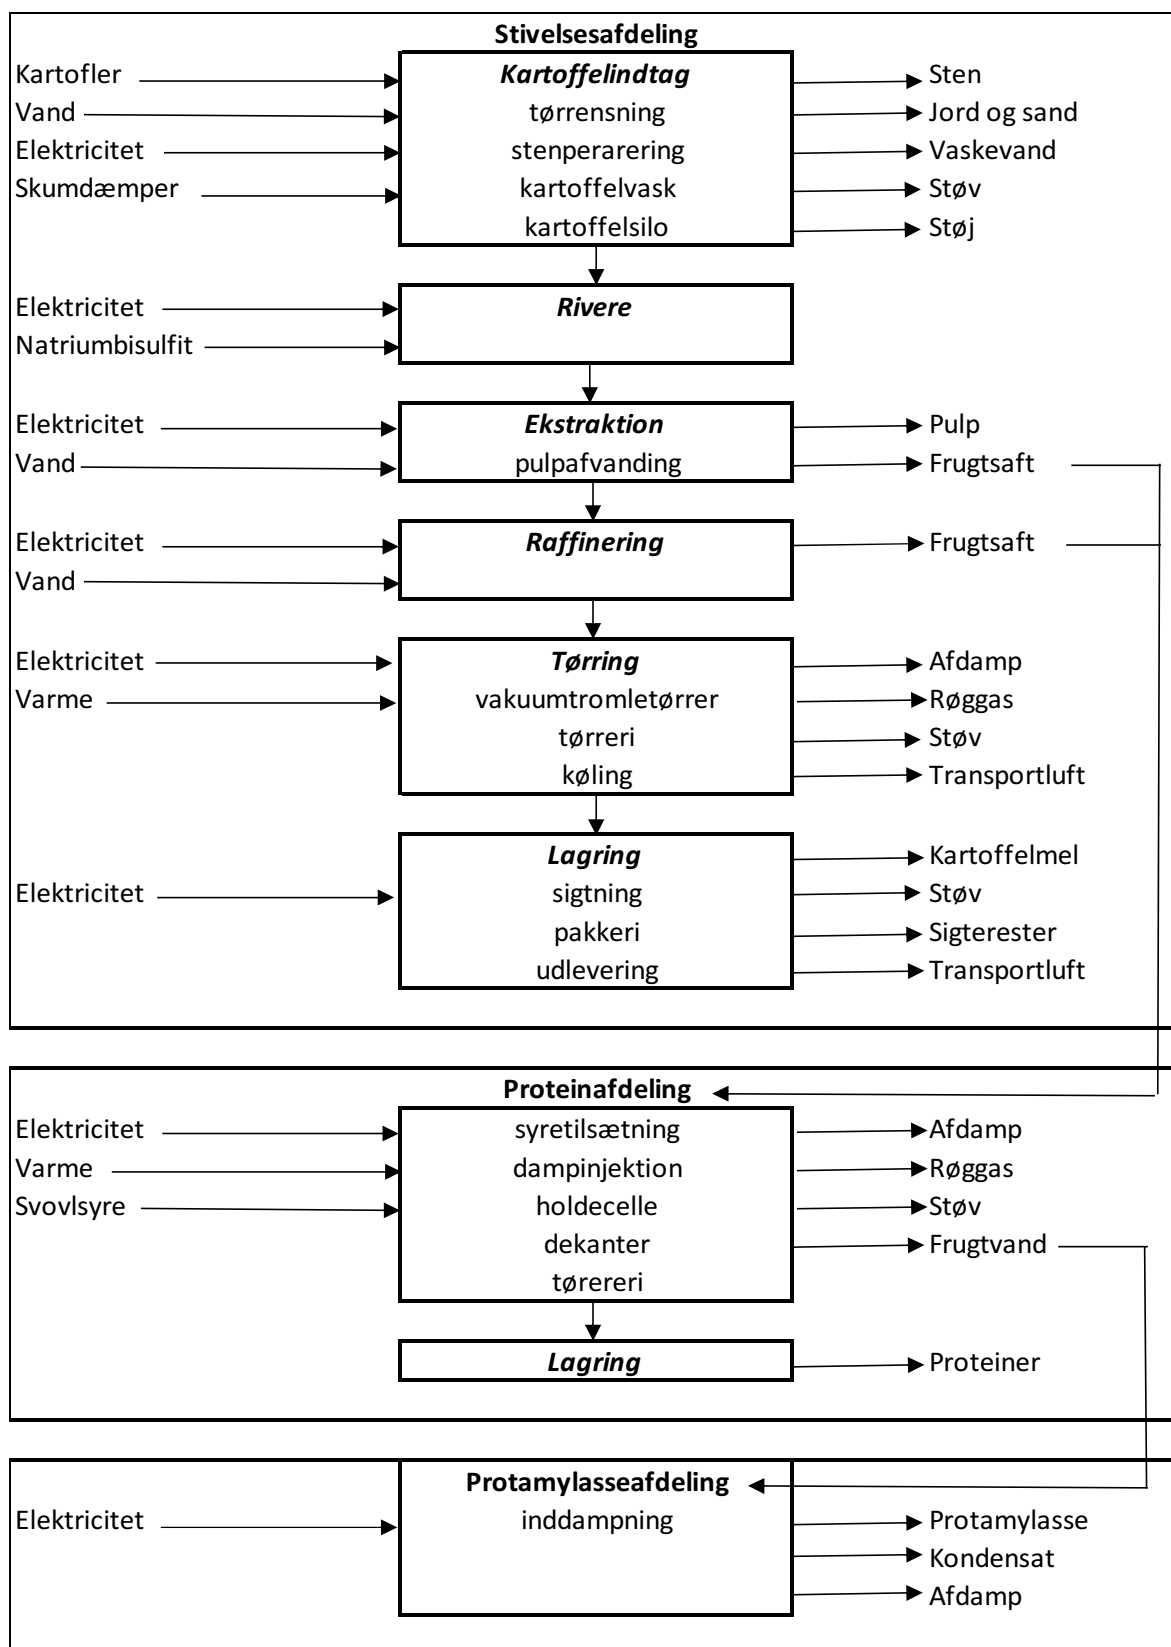 Stivelsesafdeling
Kartofler Kartoffelindtag Sten
Vand tørrensning Jord og sand
Elektricitet stenperarering Vaskevand
Skumdæmper kartoffelvask Støv
kartoffelsilo Støj
Elektricitet Rivere
Natriumbisulfit
Elektricitet Ekstraktion Pulp
Vand pulpafvanding Frugtsaft
Elektricitet Raffinering Frugtsaft
Vand
Elektricitet Tørring Afdamp
Varme vakuumtromletørrer Røggas
tørreri Støv
køling Transportluft
Lagring Kartoffelmel
Elektricitet sigtning Støv
pakkeri Sigterester
udlevering Transportluft
Proteinafdeling
Elektricitet syretilsætning Afdamp
Varme dampinjektion Røggas
Svovlsyre holdecelle Støv
dekanter Frugtvand
tørereri
Lagring Proteiner
Protamylasseafdeling
Elektricitet inddampning Protamylasse
Kondensat
Afdamp